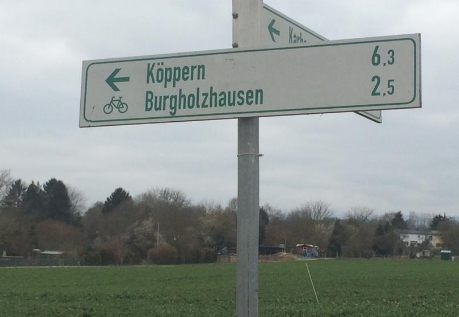 Köppern 6,3
Burgholzhausen 2,5